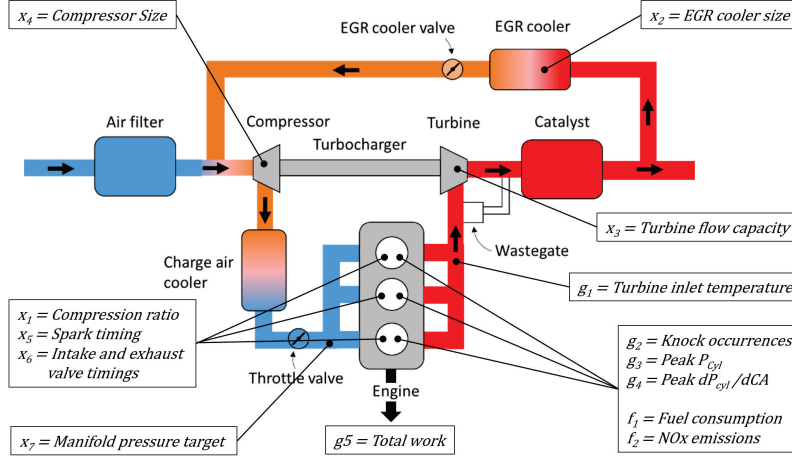 x₄ = Compressor Size
x₂ = EGR cooler size
EGR cooler valve
EGR cooler
Air filter
Compressor
Turbocharger
Turbine
Catalyst
x₃ = Turbine flow capacity
Wastegate
Charge air
cooler
g₁ = Turbine inlet temperature
x₁ = Compression ratio
x₅ = Spark timing
x₆ = Intake and exhaust
valve timings
g₂ = Knock occurrences
g₃ = Peak P_Cyl
g₄ = Peak dP_cyl/dCA
f₁ = Fuel consumption
f₂ = NOx emissions
Throttle valve
Engine
x₇ = Manifold pressure target
g5 = Total work